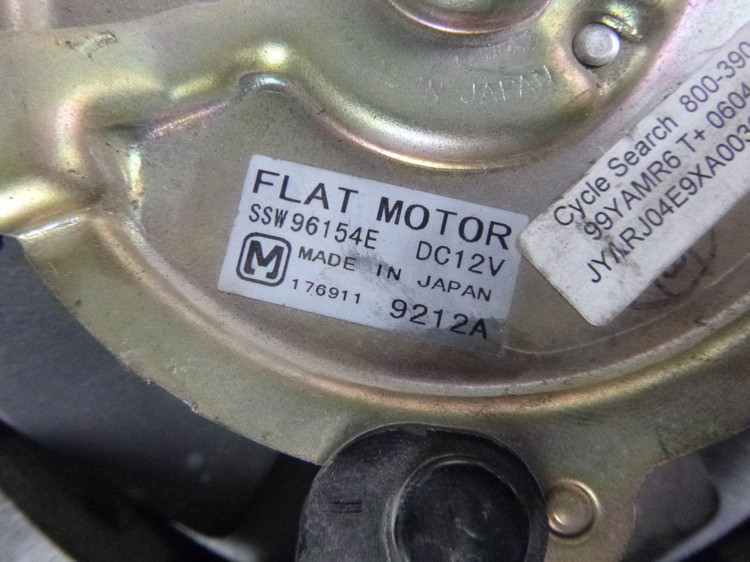 JAPAN
FLAT MOTOR
SSW96154E DC12V
M MADE IN JAPAN
176911 9212A
Cycle Search 800-390
99YAMR6 T+ 0604
JYARJ04E9XA003